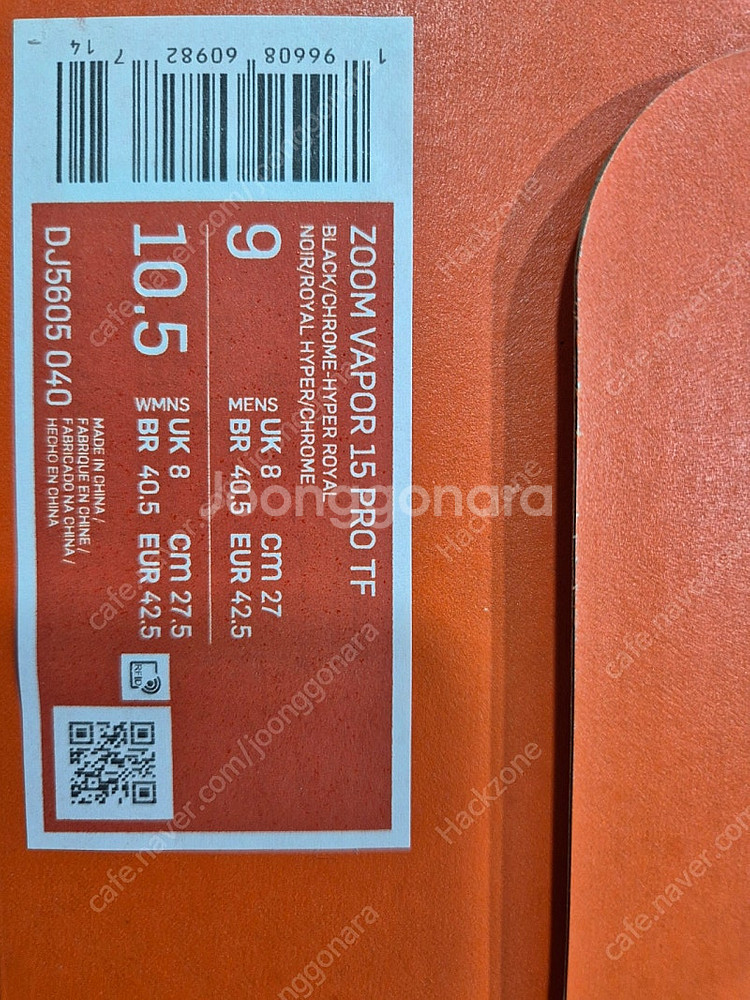 ZOOM VAPOR 15 PRO TF
BLACK/CHROME-HYPER ROYAL
NOIR/ROYAL HYPER/CHROME
9
MENS
UK 8 cm 27
BR 40.5 EUR 42.5
10.5
WMNS
UK 8 cm 27.5
BR 40.5 EUR 42.5
DJ5605 040
MADE IN CHINA /
FABRIQUE EN CHINE /
FABRICADO NA CHINA /
HECHO EN CHINA
RFID
1 96608 60982 7 14
Joonggonara
cafe.naver.com/joonggonara
Hackzone